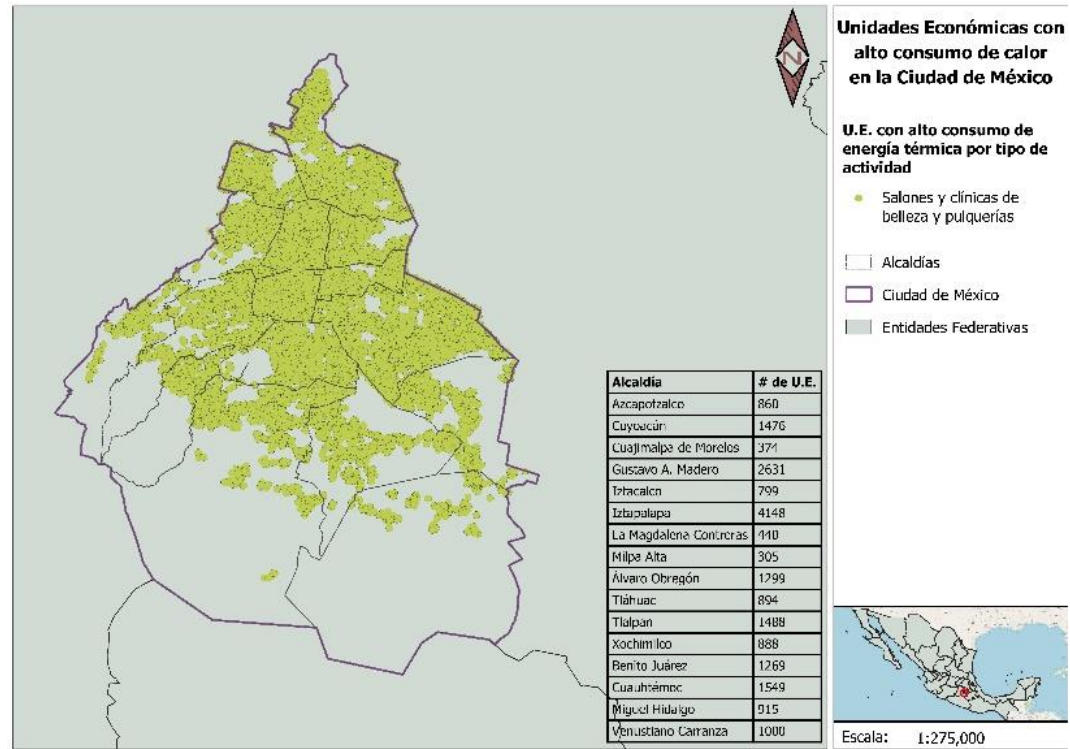 Unidades Económicas con
alto consumo de calor
en la Ciudad de México
U.E. con alto consumo de
energía térmica por tipo de
actividad
Salones y clínicas de
belleza y pulquerías
Alcaldías
Ciudad de México
Entidades Federativas
N
Alcaldía # de U.E.
Azcapotzalco 860
Cuyoacán 1476
Cuajimalpa de Morelos 374
Gustavo A. Madero 2631
Iztacalco 799
Iztapalapa 4148
La Magdalena Contreras 440
Milpa Alta 305
Álvaro Obregón 1299
Tláhuac 894
Tlalpan 1488
Xochimilco 888
Benito Juárez 1269
Cuauhtémoc 1549
Miguel Hidalgo 915
Venustiano Carranza 1000
Escala: 1:275,000